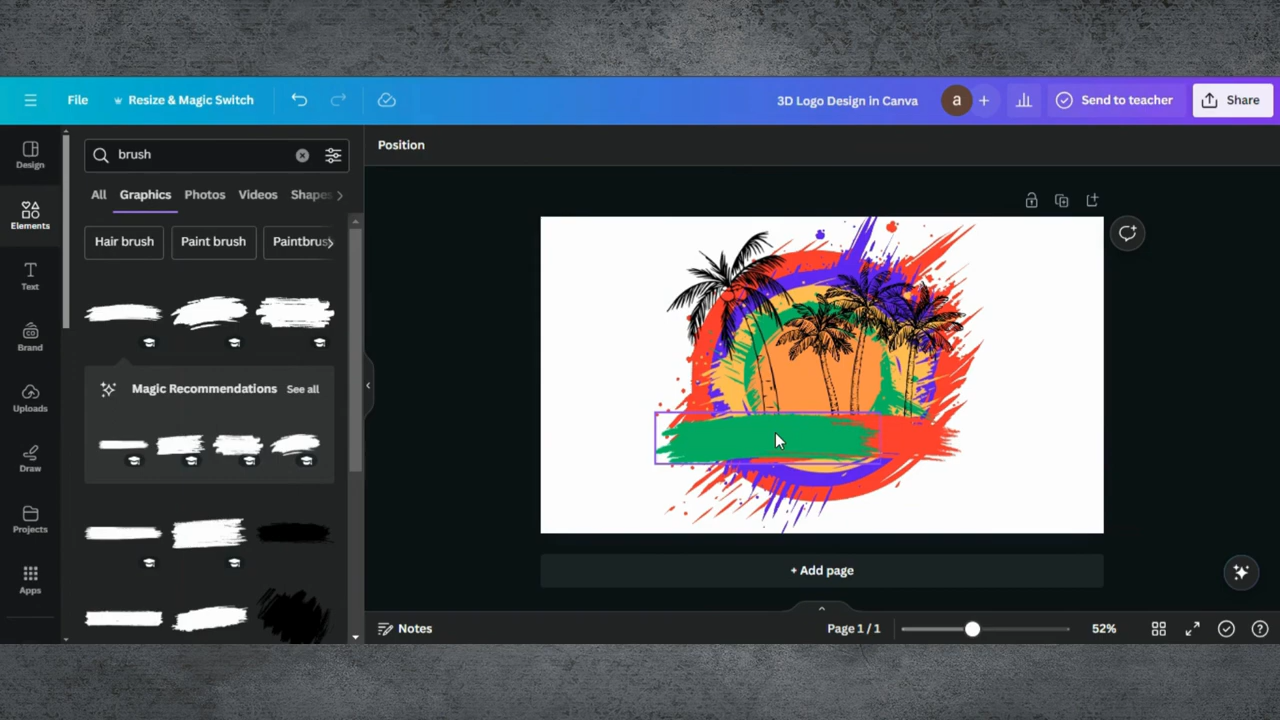 File
Resize & Magic Switch
3D Logo Design in Canva
a
Send to teacher
Share
Design
Elements
Text
Brand
Uploads
Draw
Projects
Apps
brush
All
Graphics
Photos
Videos
Shapes
Hair brush
Paint brush
Paintbrus
Magic Recommendations
See all
Position
+ Add page
Notes
Page 1 / 1
52%